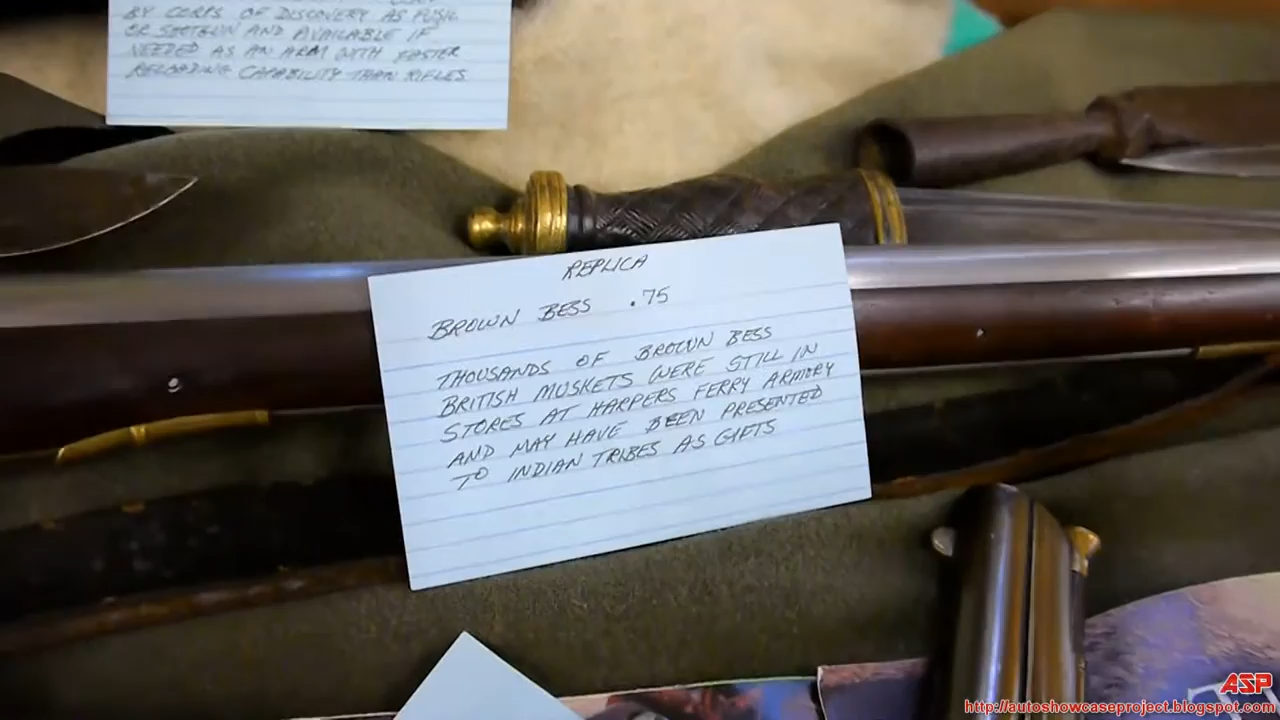 BY CORPS OF DISCOVERY AS FUSIL
OR SHOTGUN AND AVAILABLE IF
NEEDED AS AN ARM WITH FASTER
RELOADING CAPABILITY THAN RIFLES
REPLICA
BROWN BESS .75
THOUSANDS OF BROWN BESS
BRITISH MUSKETS WERE STILL IN
STORES AT HARPERS FERRY ARMORY
AND MAY HAVE BEEN PRESENTED
TO INDIAN TRIBES AS GIFTS
ASP
http://autoshowcaseproject.blogspot.com